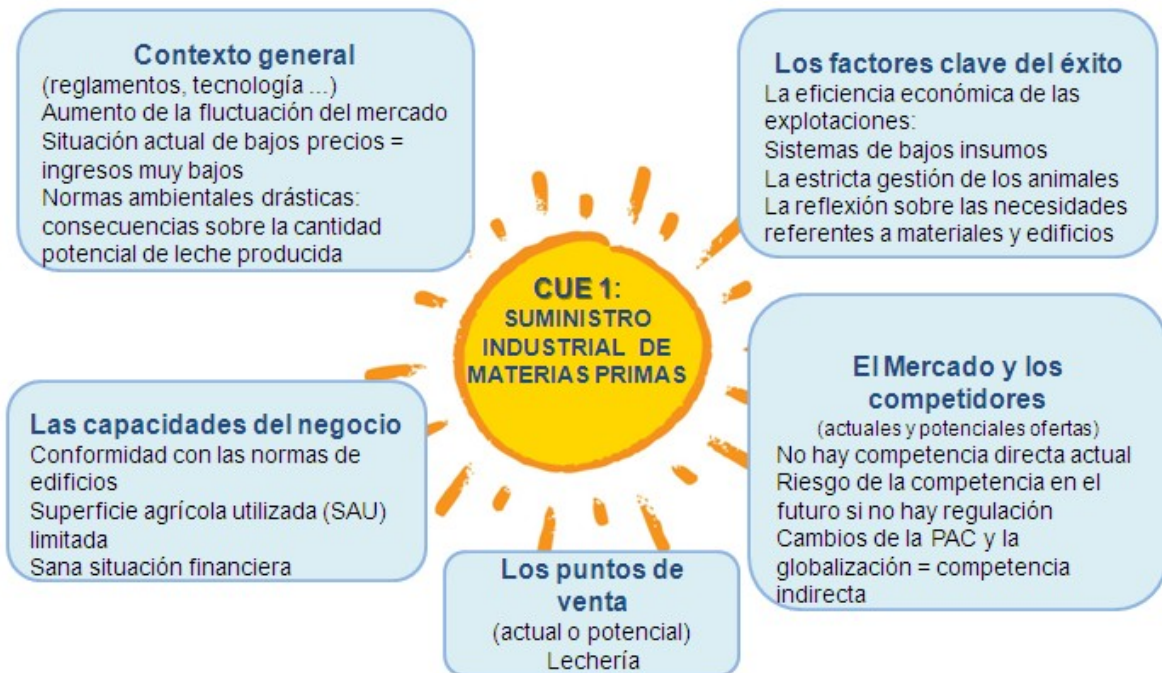 Contexto general
(reglamentos, tecnología ...)
Aumento de la fluctuación del mercado
Situación actual de bajos precios =
ingresos muy bajos
Normas ambientales drásticas:
consecuencias sobre la cantidad
potencial de leche producida
Los factores clave del éxito
La eficiencia económica de las
explotaciones:
Sistemas de bajos insumos
La estricta gestión de los animales
La reflexión sobre las necesidades
referentes a materiales y edificios
CUE 1:
SUMINISTRO
INDUSTRIAL DE
MATERIAS PRIMAS
Las capacidades del negocio
Conformidad con las normas de
edificios
Superficie agrícola utilizada (SAU)
limitada
Sana situación financiera
El Mercado y los
competidores
(actuales y potenciales ofertas)
No hay competencia directa actual
Riesgo de la competencia en el
futuro si no hay regulación
Cambios de la PAC y la
globalización = competencia
indirecta
Los puntos de
venta
(actual o potencial)
Lechería